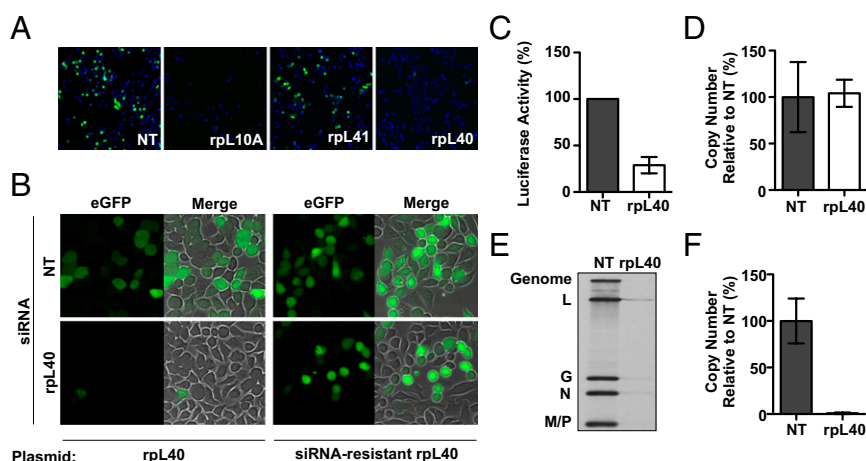 A
NT
rpL10A
rpL41
rpL40
B
eGFP Merge eGFP Merge
siRNA
NT
rpL40
Plasmid: rpL40 siRNA-resistant rpL40
C
Luciferase Activity (%)
150
100
50
0
NT rpL40
D
Copy Number
Relative to NT (%)
150
100
50
0
NT rpL40
E
NT rpL40
Genome
L
G
N
M/P
F
Copy Number
Relative to NT (%)
150
100
50
0
NT rpL40